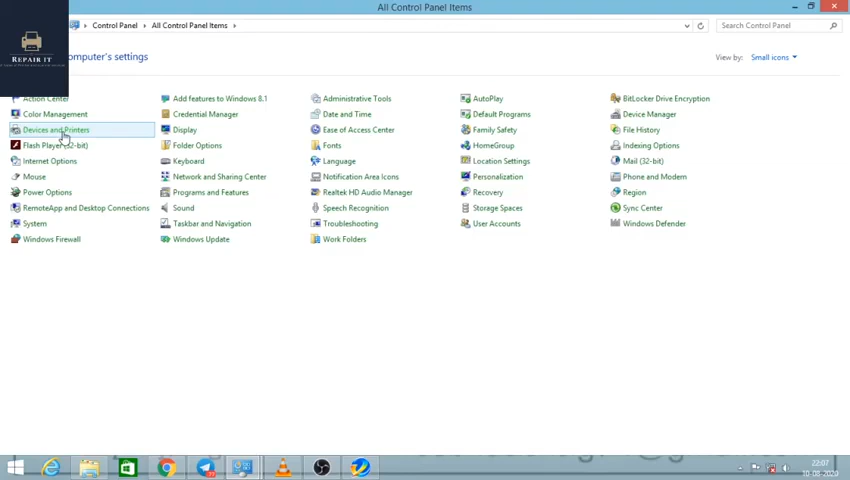 All Control Panel Items
Control Panel
All Control Panel Items
Search Control Panel
REPAIR IT
computer's settings
View by:
Small icons
Action Center
Add features to Windows 8.1
Administrative Tools
AutoPlay
BitLocker Drive Encryption
Color Management
Credential Manager
Date and Time
Default Programs
Device Manager
Devices and Printers
Display
Ease of Access Center
Family Safety
File History
Flash Player (32-bit)
Folder Options
Fonts
HomeGroup
Indexing Options
Internet Options
Keyboard
Language
Location Settings
Mail (32-bit)
Mouse
Network and Sharing Center
Notification Area Icons
Personalization
Phone and Modem
Power Options
Programs and Features
Realtek HD Audio Manager
Recovery
Region
RemoteApp and Desktop Connections
Sound
Speech Recognition
Storage Spaces
Sync Center
System
Taskbar and Navigation
Troubleshooting
User Accounts
Windows Defender
Windows Firewall
Windows Update
Work Folders
22:07
10-08-2020